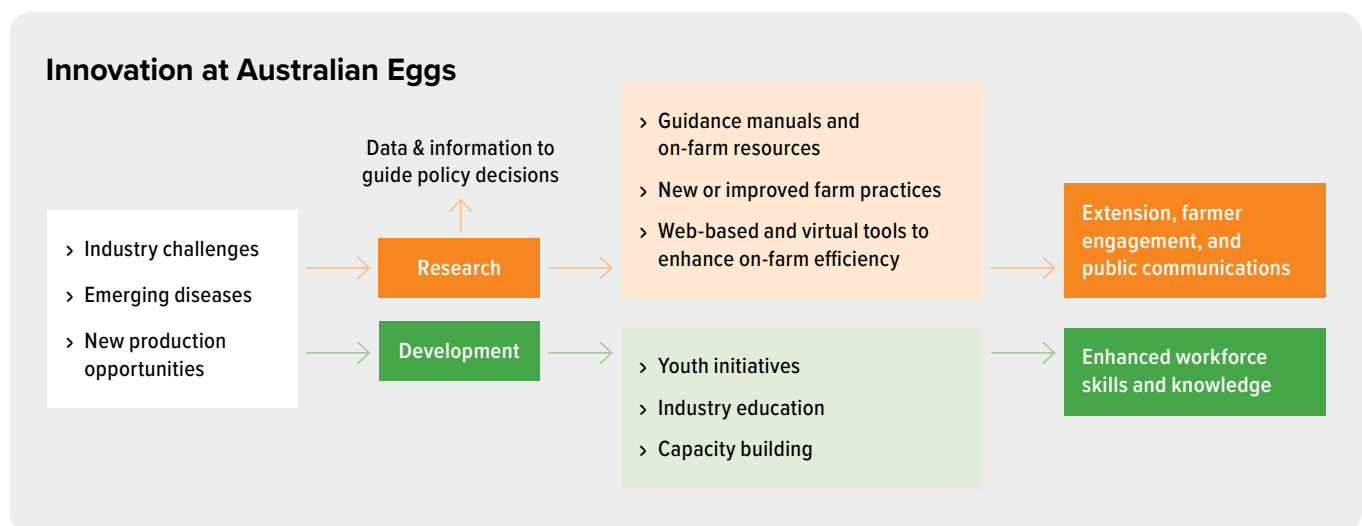 Innovation at Australian Eggs
Data & information to
guide policy decisions
› Industry challenges
› Emerging diseases
› New production
opportunities
Research
Development
› Guidance manuals and
on-farm resources
› New or improved farm practices
› Web-based and virtual tools to
enhance on-farm efficiency
› Youth initiatives
› Industry education
› Capacity building
Extension, farmer
engagement, and
public communications
Enhanced workforce
skills and knowledge